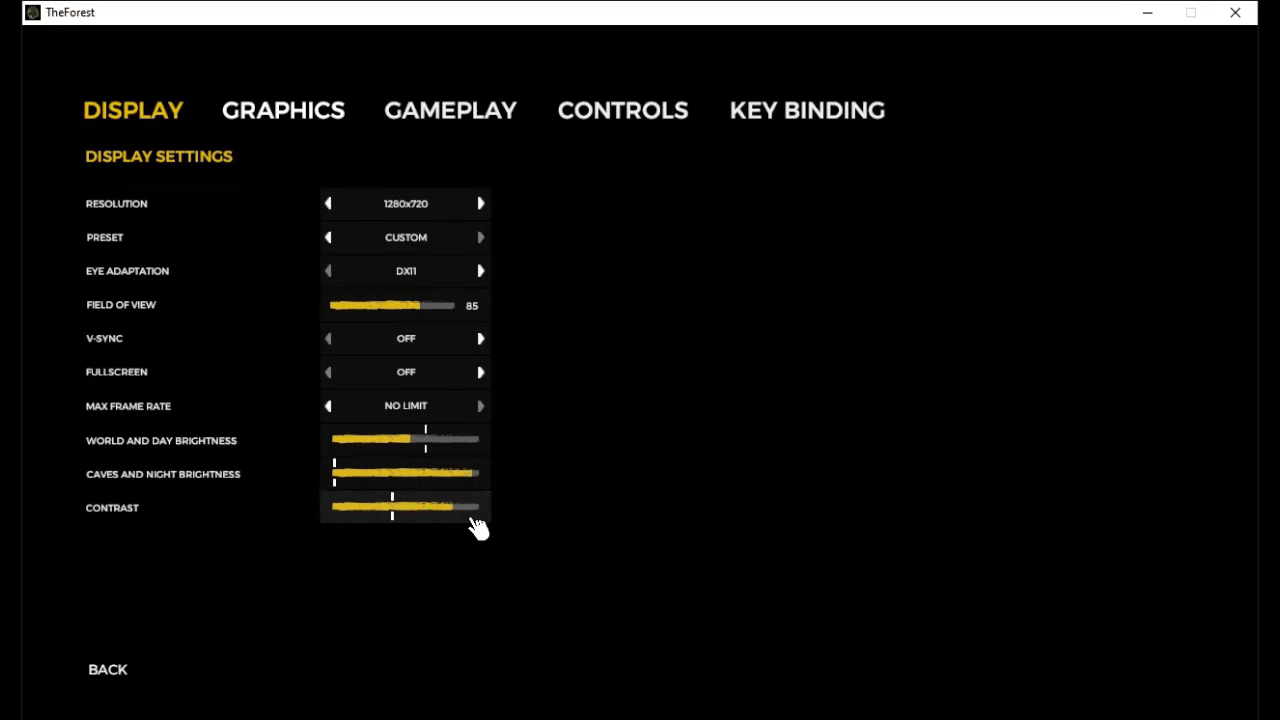 TheForest
DISPLAY GRAPHICS GAMEPLAY CONTROLS KEY BINDING
DISPLAY SETTINGS
RESOLUTION 1280x720
PRESET CUSTOM
EYE ADAPTATION DX11
FIELD OF VIEW 85
V-SYNC OFF
FULLSCREEN OFF
MAX FRAME RATE NO LIMIT
WORLD AND DAY BRIGHTNESS
CAVES AND NIGHT BRIGHTNESS
CONTRAST
BACK